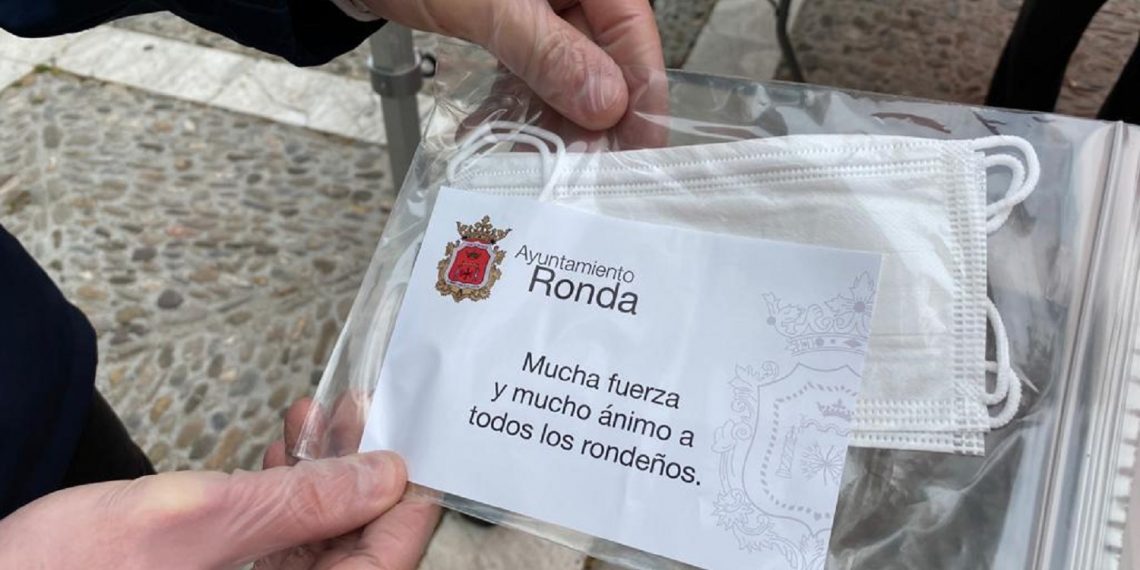 Ayuntamiento
Ronda
Mucha fuerza
y mucho ánimo a
todos los rondeños.